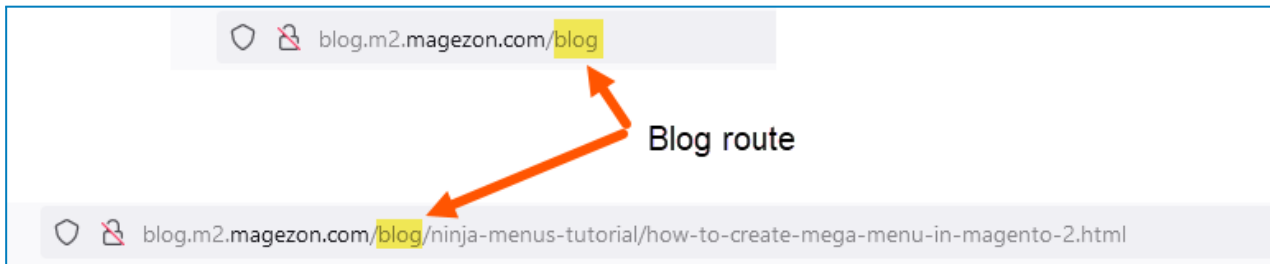 blog.m2.magezon.com/blog
Blog route
blog.m2.magezon.com/blog/ninja-menus-tutorial/how-to-create-mega-menu-in-magento-2.html